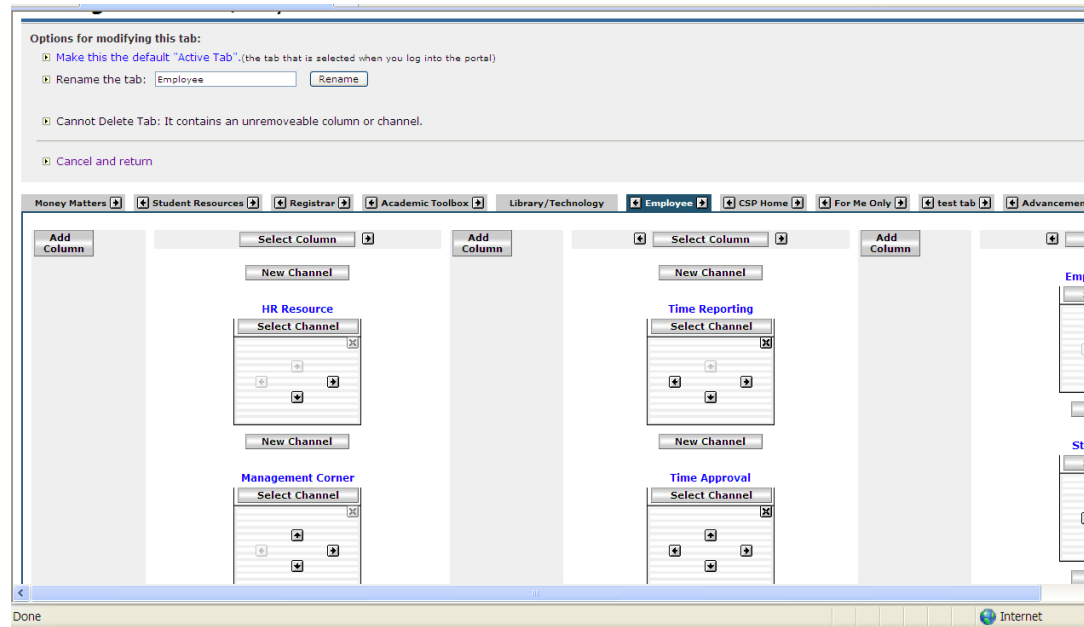 Options for modifying this tab:
Make this the default "Active Tab".(the tab that is selected when you log into the portal)
Rename the tab: Employee Rename
Cannot Delete Tab: It contains an unremoveable column or channel.
Cancel and return
Money Matters Student Resources Registrar Academic Toolbox Library/Technology Employee CSP Home For Me Only test tab Advancemen
Add Column Select Column Add Column Select Column Add Column
New Channel New Channel
Emp
HR Resource Time Reporting
Select Channel Select Channel
New Channel New Channel
St
Management Corner Time Approval
Select Channel Select Channel
Done Internet